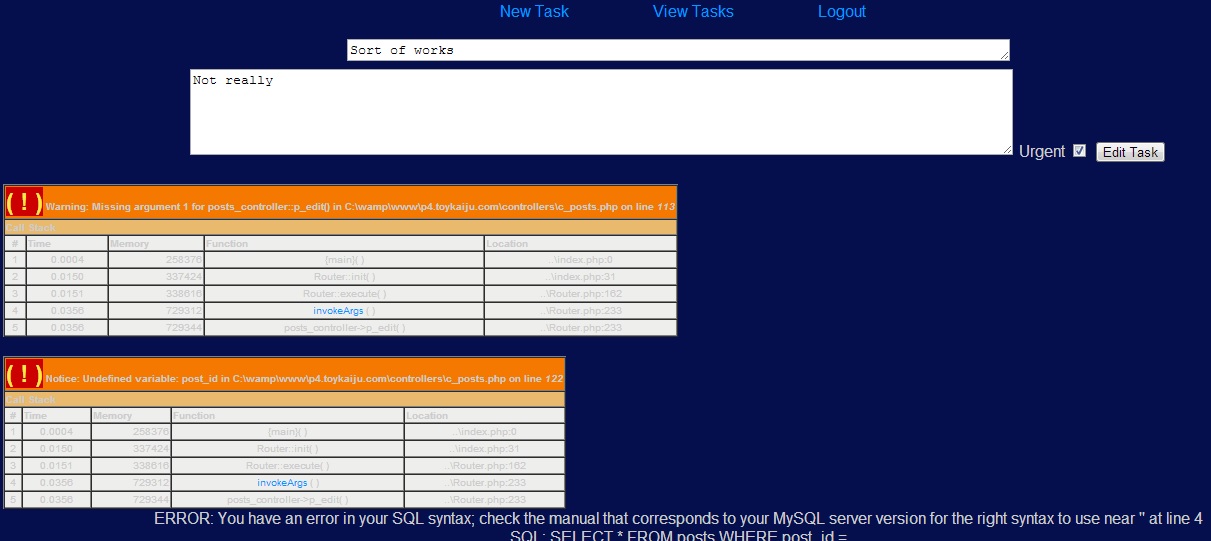 New Task View Tasks Logout
Sort of works
Not really
Urgent Edit Task
( ! ) Warning: Missing argument 1 for posts_controller::p_edit() in C:\wamp\www\p4.toykaiju.com\controllers\c_posts.php on line 113
Call Stack
# Time Memory Function Location
1 0.0004 258376 {main}( ) ..\index.php:0
2 0.0150 337424 Router::init( ) ..\index.php:31
3 0.0151 338616 Router::execute( ) ..\Router.php:162
4 0.0356 729312 invokeArgs ( ) ..\Router.php:233
5 0.0356 729344 posts_controller->p_edit( ) ..\Router.php:233
( ! ) Notice: Undefined variable: post_id in C:\wamp\www\p4.toykaiju.com\controllers\c_posts.php on line 122
Call Stack
# Time Memory Function Location
1 0.0004 258376 {main}( ) ..\index.php:0
2 0.0150 337424 Router::init( ) ..\index.php:31
3 0.0151 338616 Router::execute( ) ..\Router.php:162
4 0.0356 729312 invokeArgs ( ) ..\Router.php:233
5 0.0356 729344 posts_controller->p_edit( ) ..\Router.php:233
ERROR: You have an error in your SQL syntax; check the manual that corresponds to your MySQL server version for the right syntax to use near '' at line 4
SQL: SELECT * FROM posts WHERE post_id =